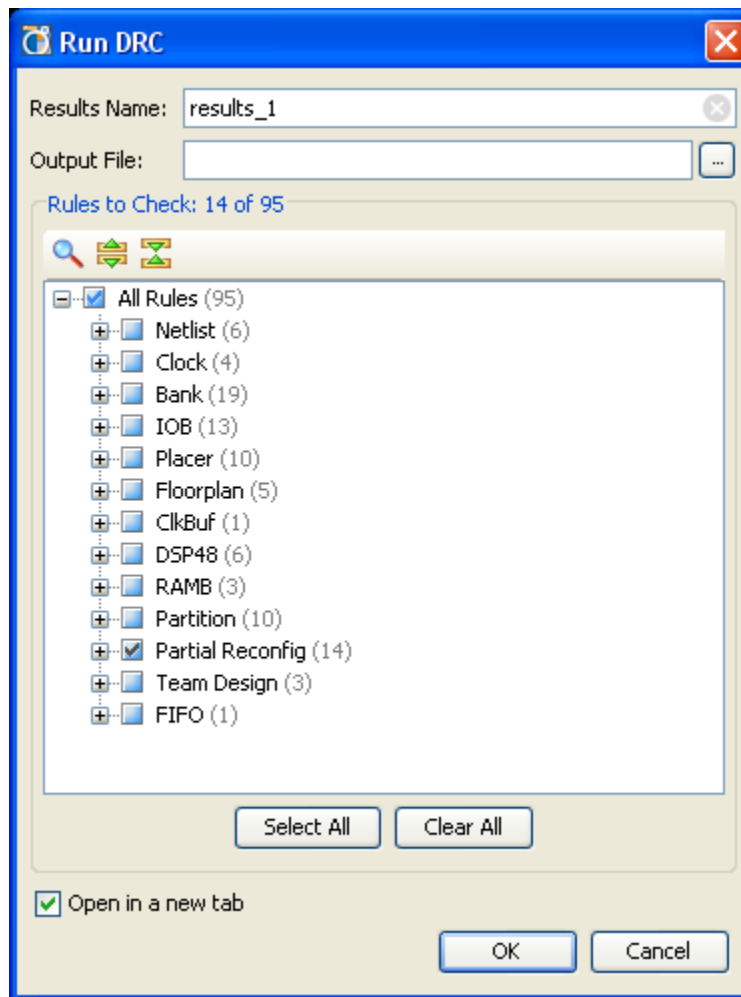 Run DRC
Results Name: results_1
Output File: ...
Rules to Check: 14 of 95
All Rules (95)
Netlist (6)
Clock (4)
Bank (19)
IOB (13)
Placer (10)
Floorplan (5)
ClkBuf (1)
DSP48 (6)
RAMB (3)
Partition (10)
Partial Reconfig (14)
Team Design (3)
FIFO (1)
Select All Clear All
Open in a new tab
OK Cancel